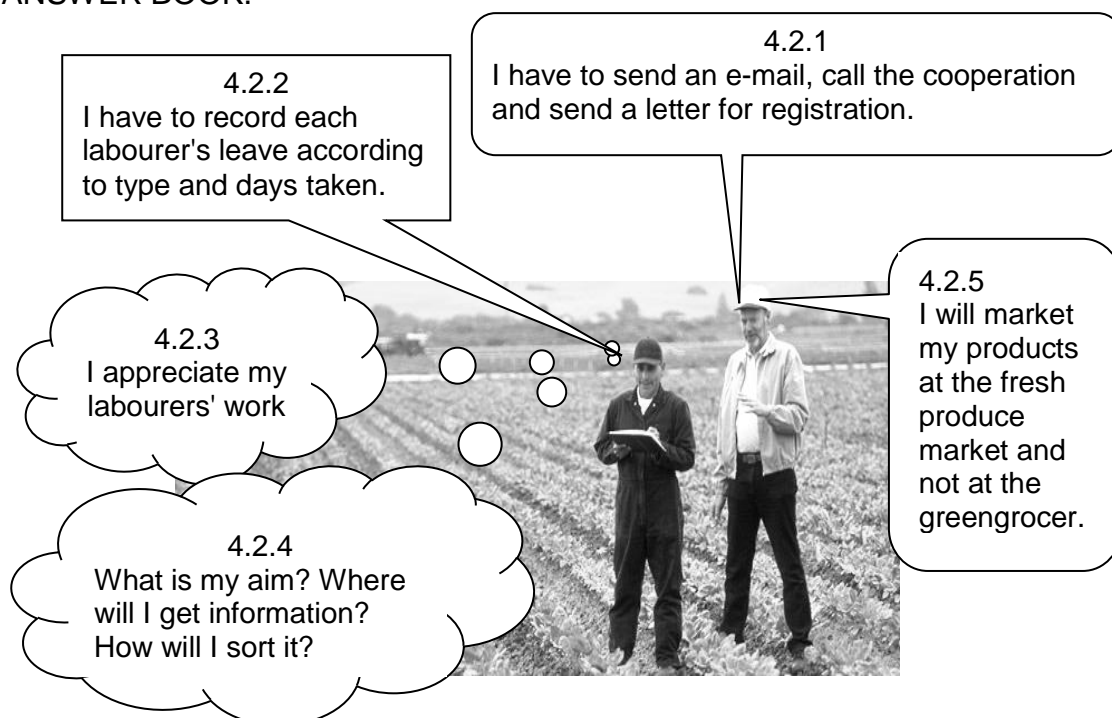 ANSWER BOOK.
4.2.1
I have to send an e-mail, call the cooperation
and send a letter for registration.
4.2.2
I have to record each
labourer's leave according
to type and days taken.
4.2.3
I appreciate my
labourers' work
4.2.4
What is my aim? Where
will I get information?
How will I sort it?
4.2.5
I will market
my products
at the fresh
produce
market and
not at the
greengrocer.